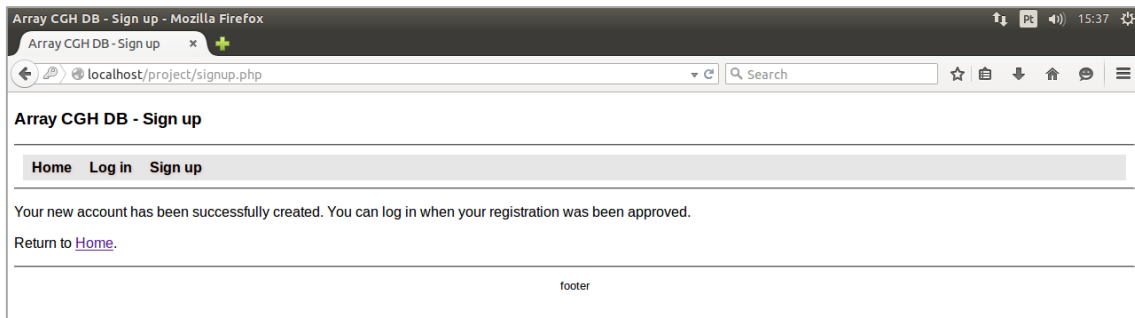 Array CGH DB - Sign up - Mozilla Firefox
Pt 15:37
Array CGH DB - Sign up
localhost/project/signup.php Search
Array CGH DB - Sign up
Home Log in Sign up
Your new account has been successfully created. You can log in when your registration was been approved.
Return to Home.
footer